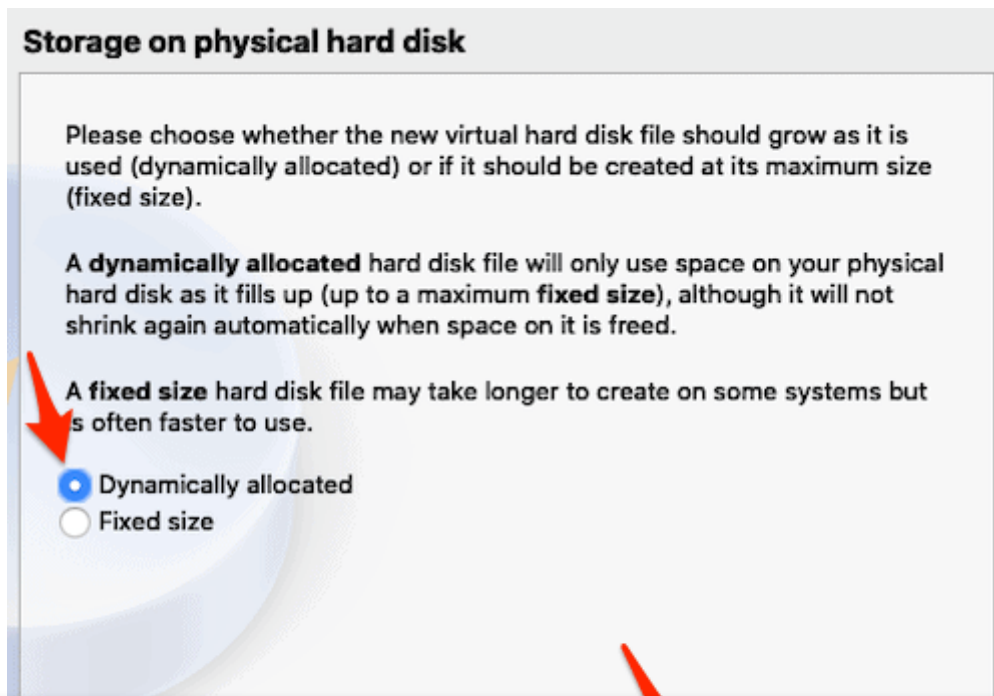 Storage on physical hard disk
Please choose whether the new virtual hard disk file should grow as it is
used (dynamically allocated) or if it should be created at its maximum size
(fixed size).
A dynamically allocated hard disk file will only use space on your physical
hard disk as it fills up (up to a maximum fixed size), although it will not
shrink again automatically when space on it is freed.
A fixed size hard disk file may take longer to create on some systems but
is often faster to use.
Dynamically allocated
Fixed size